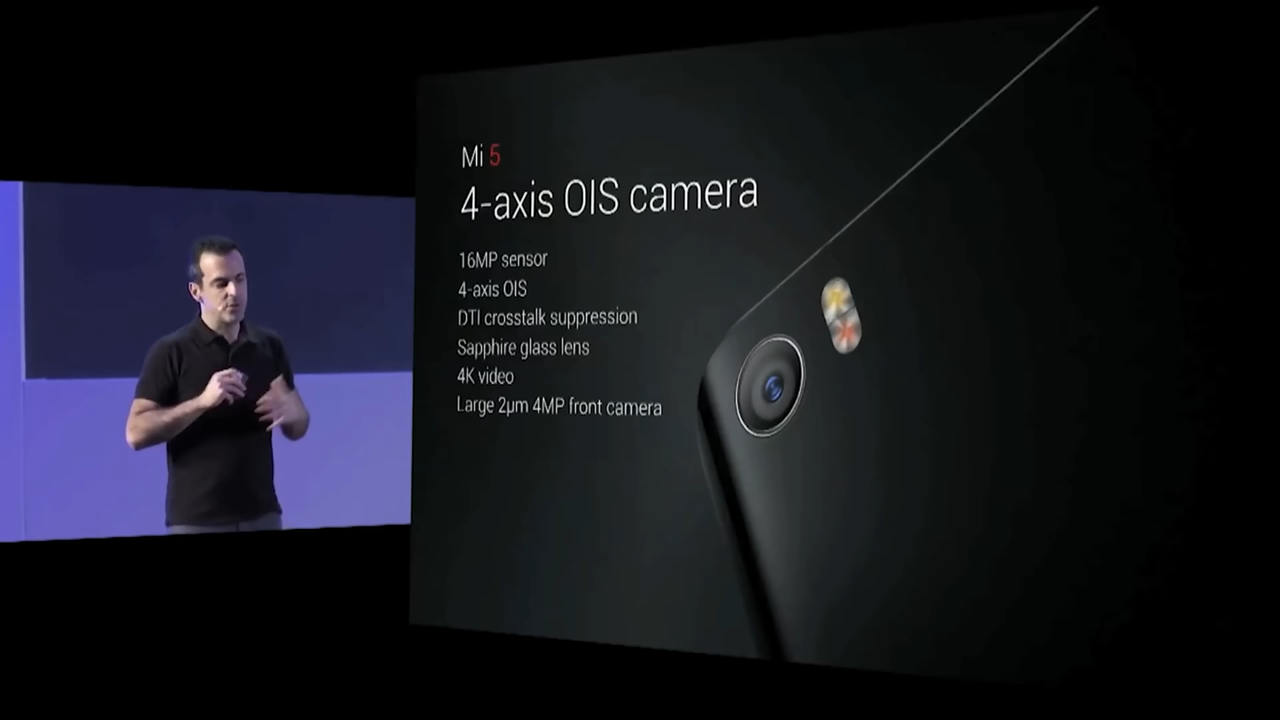 Mi 5
4-axis OIS camera
16MP sensor
4-axis OIS
DTI crosstalk suppression
Sapphire glass lens
4K video
Large 2µm 4MP front camera